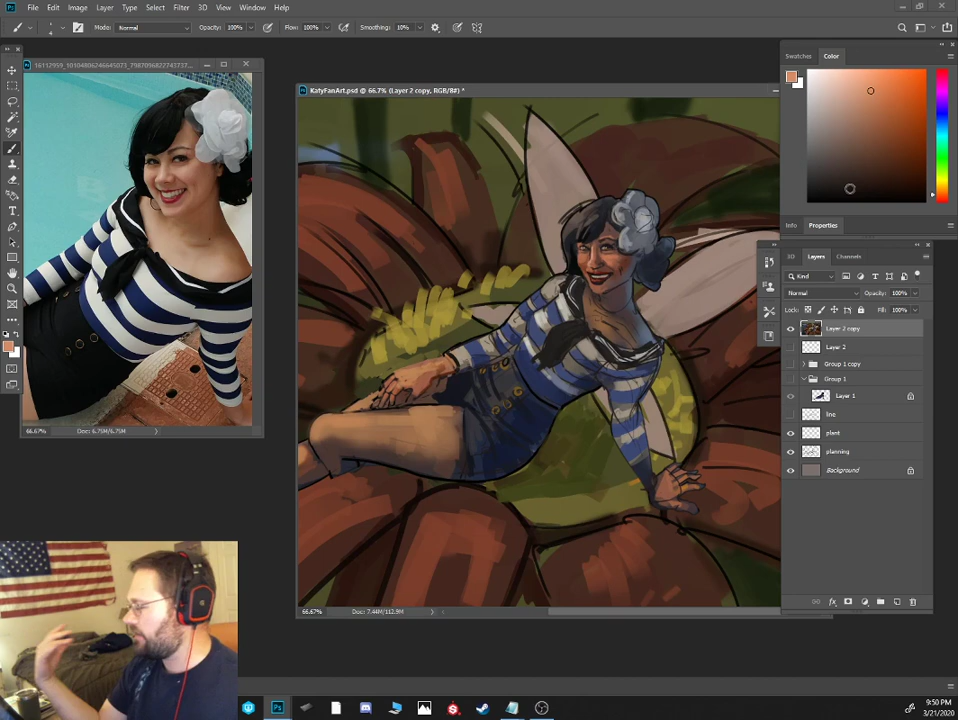 File Edit Image Layer Type Select Filter 3D View Window Help
Mode: Normal Opacity: 100% Flow: 100% Smoothing: 10%
Swatches Color
KatyFanArt.psd @ 66.7% (Layer 2 copy, RGB/8#) *
Info Properties
3D Layers Channels
Kind
Normal Opacity: 100%
Lock: Fill: 100%
Layer 2 copy
Layer 2
Group 1 copy
Group 1
Layer 1
line
plant
planning
Background
66.67% Doc: 6.75M/6.75M
66.67% Doc: 7.44M/112.9M
9:50 PM
3/21/2020